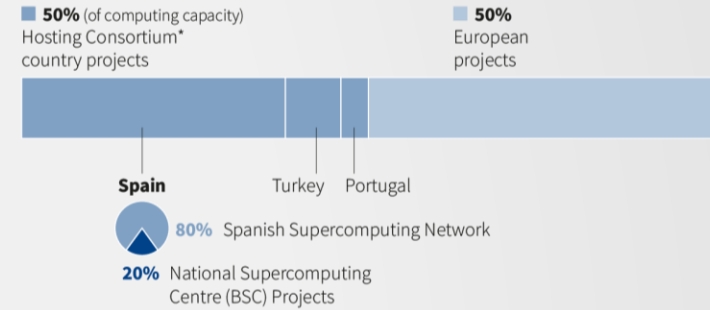 50% (of computing capacity)
Hosting Consortium*
country projects
50%
European
projects
Spain
Turkey
Portugal
80% Spanish Supercomputing Network
20% National Supercomputing
Centre (BSC) Projects